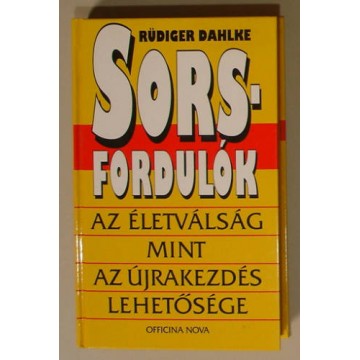 RÜDIGER DAHLKE
SORS-
FORDULÓK
AZ ÉLETVÁLSÁG
MINT
AZ ÚJRAKEZDÉS
LEHETŐSÉGE
OFFICINA NOVA